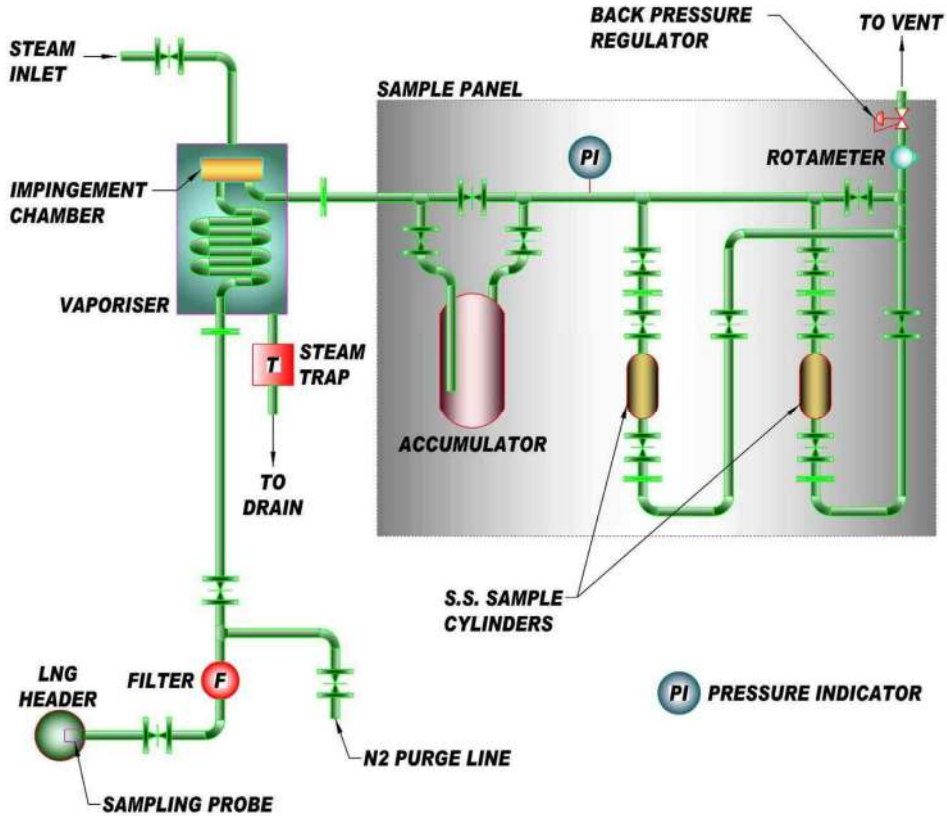 STEAM
INLET
BACK PRESSURE
REGULATOR
TO VENT
SAMPLE PANEL
PI
ROTAMETER
IMPINGEMENT
CHAMBER
VAPORISER
T
STEAM
TRAP
ACCUMULATOR
TO
DRAIN
S.S. SAMPLE
CYLINDERS
LNG
HEADER
FILTER
F
PI
PRESSURE INDICATOR
N2 PURGE LINE
SAMPLING PROBE